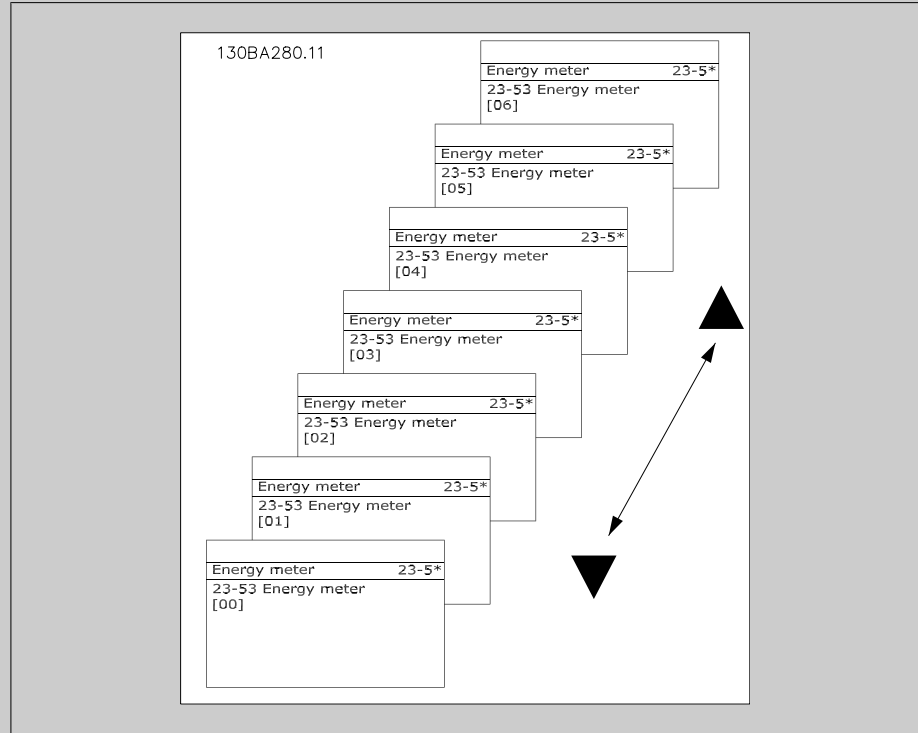 130BA280.11
Energy meter 23-5*
23-53 Energy meter
[06]
Energy meter 23-5*
23-53 Energy meter
[05]
Energy meter 23-5*
23-53 Energy meter
[04]
Energy meter 23-5*
23-53 Energy meter
[03]
Energy meter 23-5*
23-53 Energy meter
[02]
Energy meter 23-5*
23-53 Energy meter
[01]
Energy meter 23-5*
23-53 Energy meter
[00]